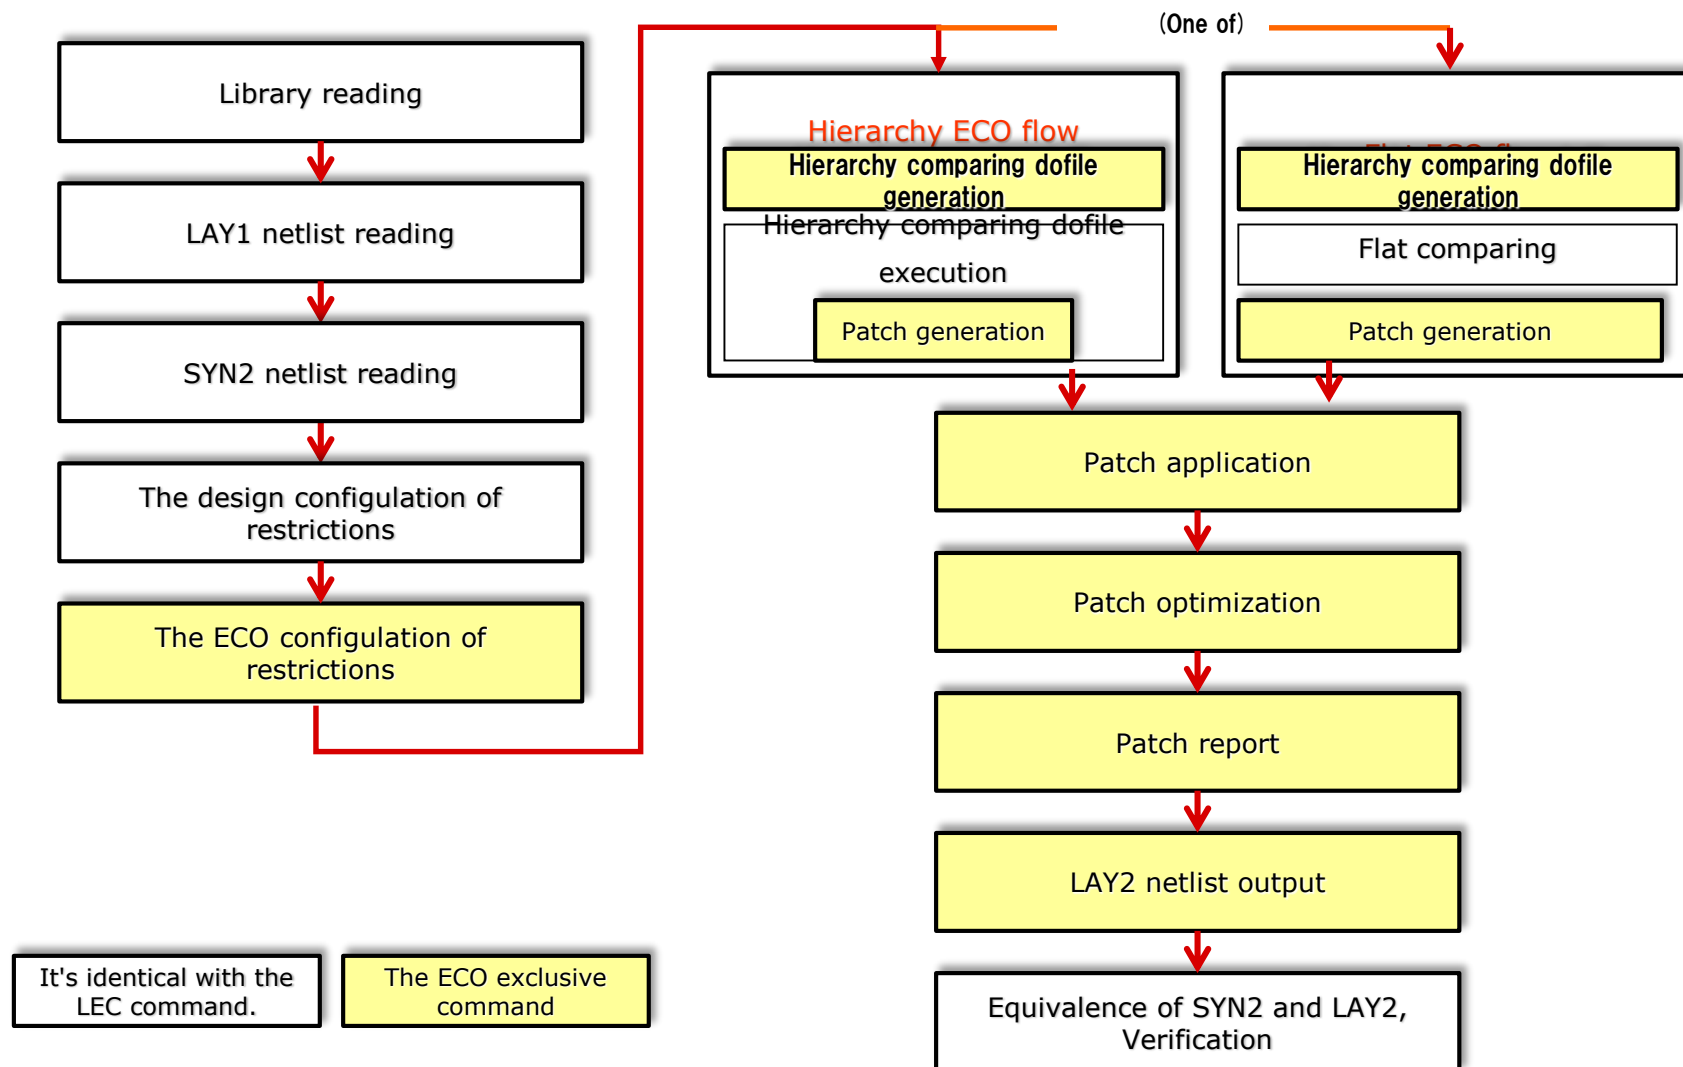 Library reading
LAY1 netlist reading
SYN2 netlist reading
The design configulation of
restrictions
The ECO configulation of
restrictions
(One of)
Hierarchy ECO flow
Hierarchy comparing dofile
generation
Hierarchy comparing dofile
execution
Patch generation
Hierarchy comparing dofile
generation
Flat comparing
Patch generation
Patch application
Patch optimization
Patch report
LAY2 netlist output
Equivalence of SYN2 and LAY2,
Verification
It's identical with the
LEC command.
The ECO exclusive
command